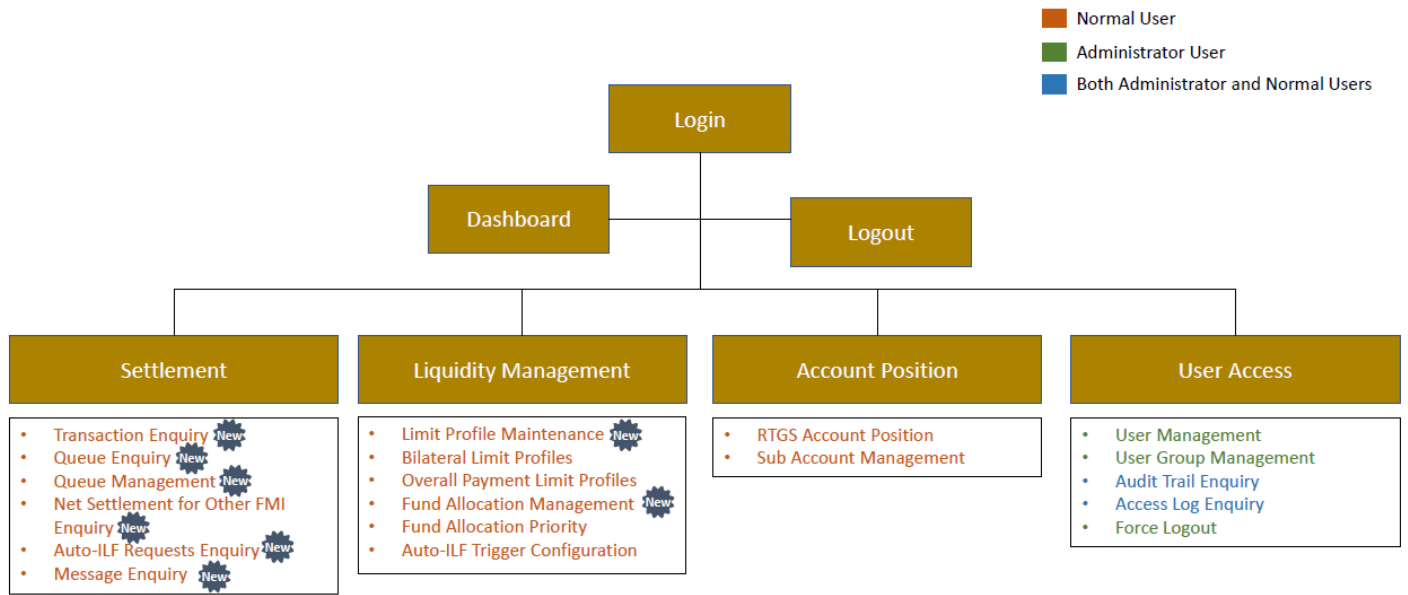 Normal User
Administrator User
Both Administrator and Normal Users
Login
Dashboard
Logout
Settlement
• Transaction Enquiry New
• Queue Enquiry New
• Queue Management New
• Net Settlement for Other FMI
Enquiry New
• Auto-ILF Requests Enquiry New
• Message Enquiry New
Liquidity Management
• Limit Profile Maintenance New
• Bilateral Limit Profiles
• Overall Payment Limit Profiles
• Fund Allocation Management New
• Fund Allocation Priority
• Auto-ILF Trigger Configuration
Account Position
• RTGS Account Position
• Sub Account Management
User Access
• User Management
• User Group Management
• Audit Trail Enquiry
• Access Log Enquiry
• Force Logout